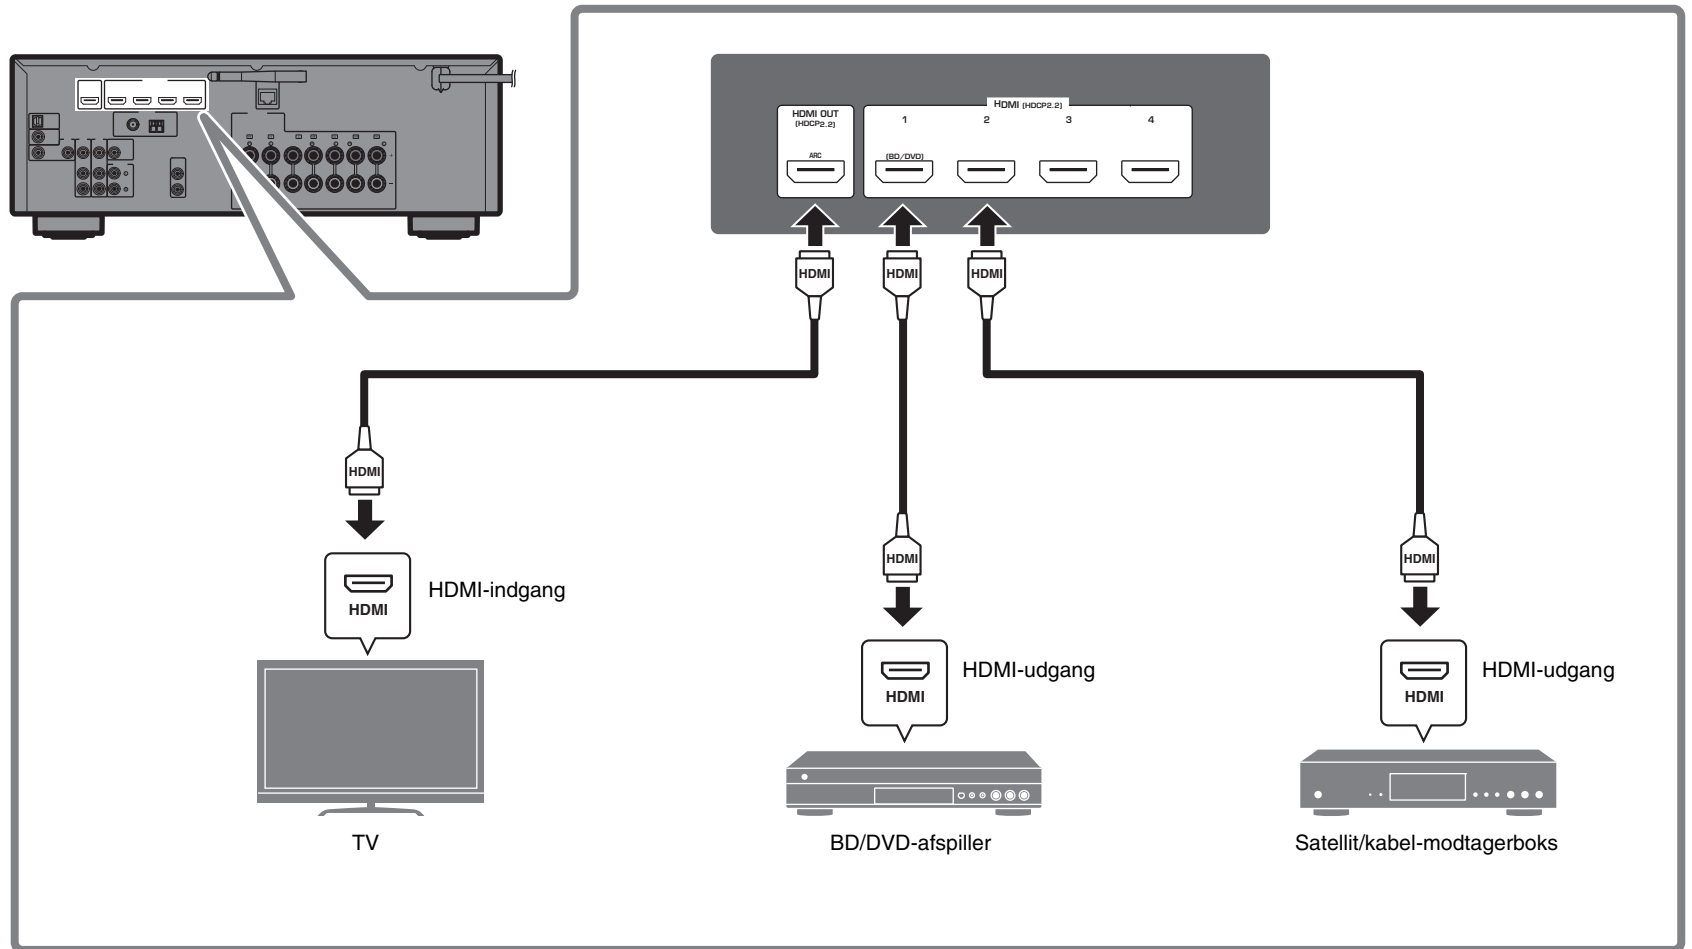 HDMI (HDCP2.2)
HDMI OUT
(HDCP2.2)
1
2
3
4
ARC
(BD/DVD)
HDMI
HDMI
HDMI
HDMI
HDMI
HDMI
HDMI
HDMI-indgang
HDMI
HDMI-udgang
HDMI
HDMI-udgang
HDMI
TV
BD/DVD-afspiller
Satellit/kabel-modtagerboks